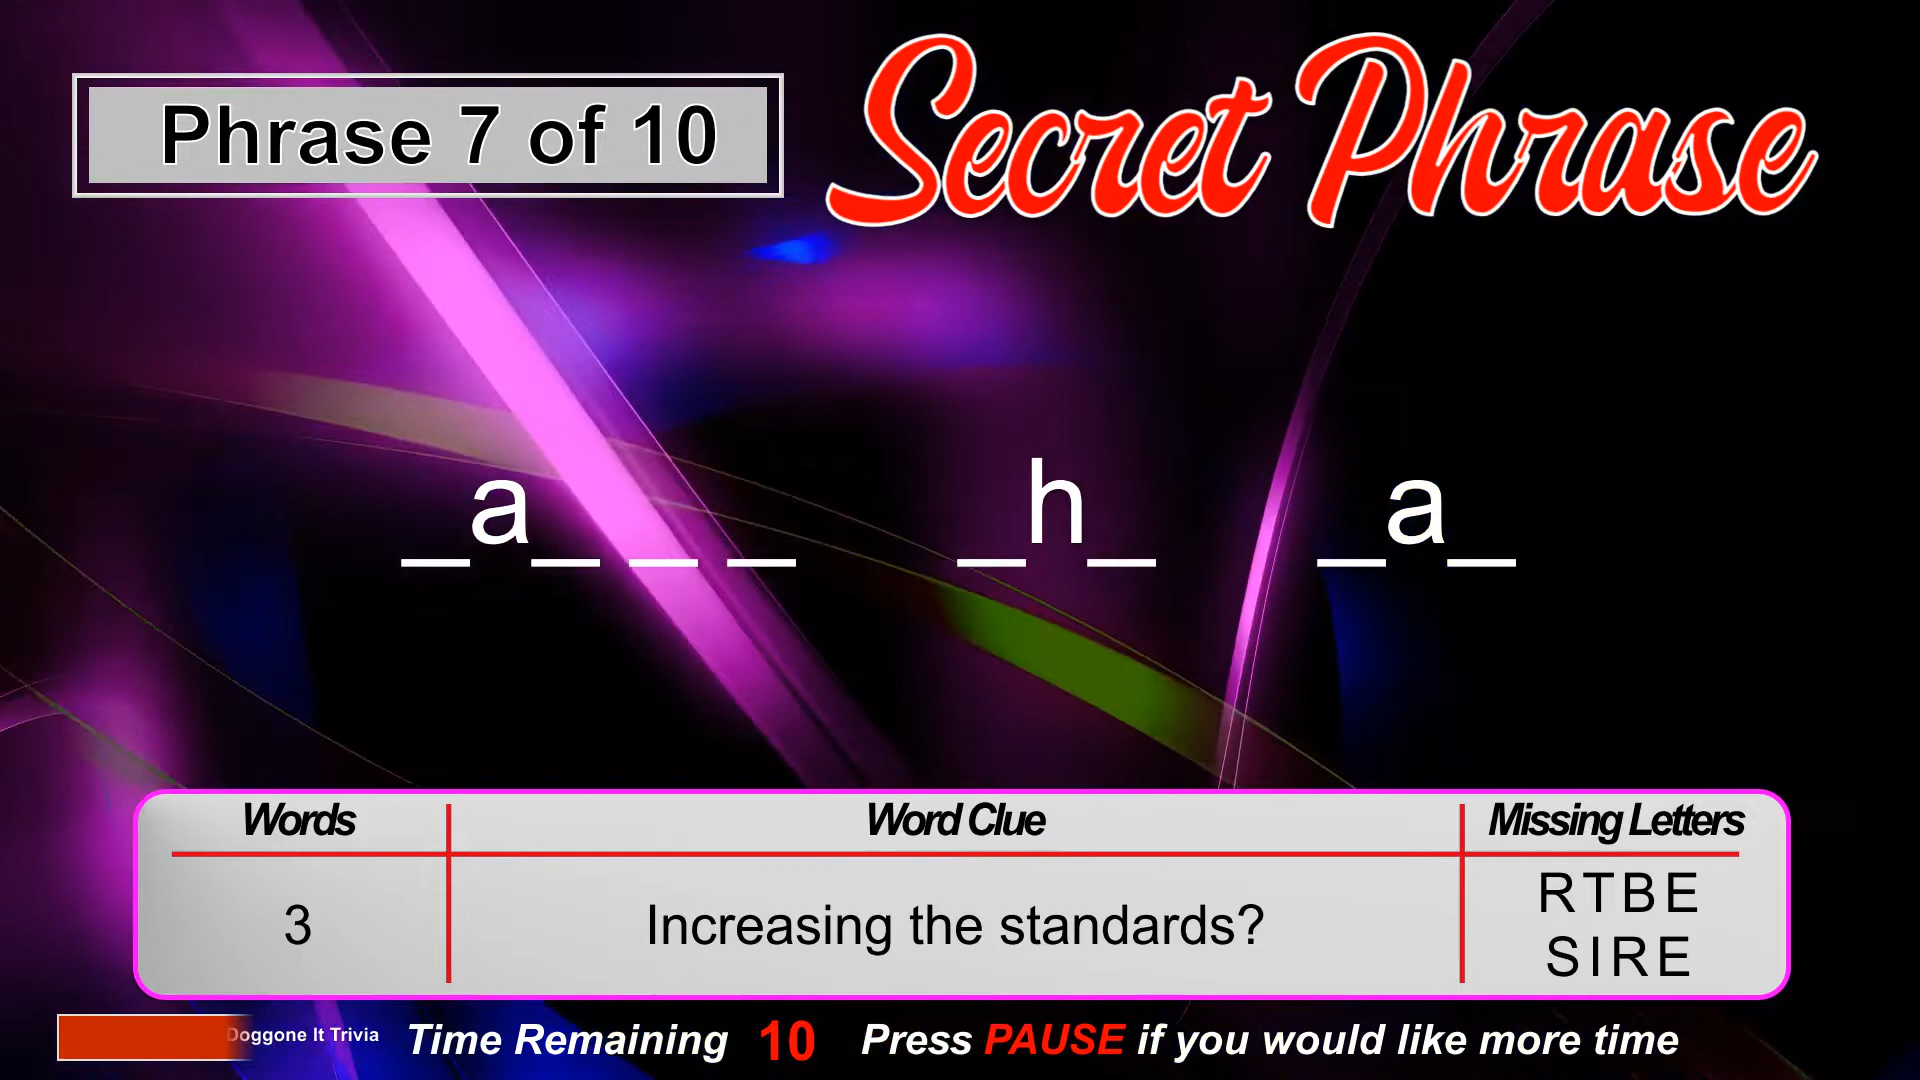 Phrase 7 of 10
Secret Phrase
_a_ _ _ _h_ _a_
Words
Word Clue
Missing Letters
3
Increasing the standards?
RTBE
SIRE
Doggone It Trivia
Time Remaining 10 Press PAUSE if you would like more time